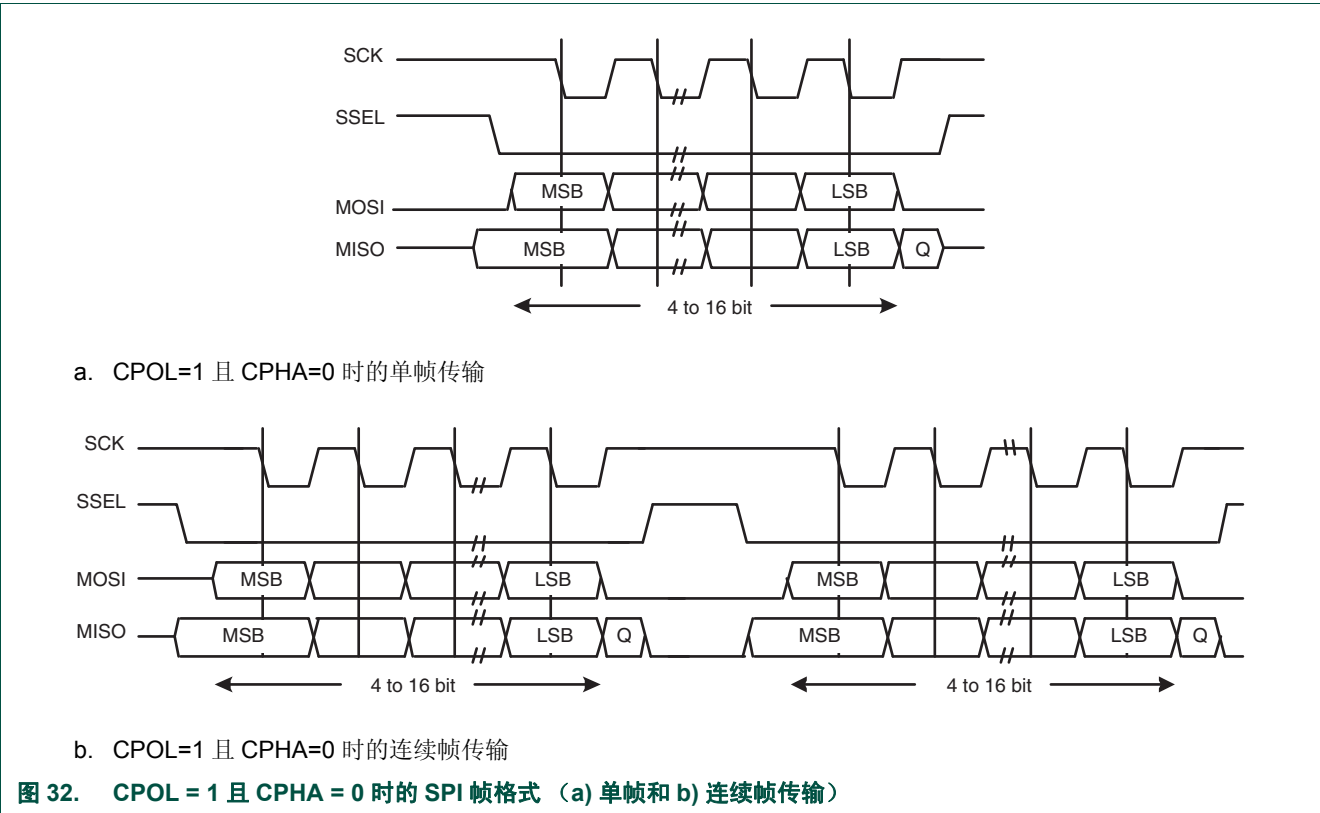 SCK
SSEL
MOSI
MSB
LSB
MISO
MSB
LSB
Q
4 to 16 bit
a. CPOL=1 且 CPHA=0 时的单帧传输
SCK
SSEL
MOSI
MSB
LSB
MSB
LSB
MISO
MSB
LSB
Q
MSB
LSB
Q
4 to 16 bit
4 to 16 bit
b. CPOL=1 且 CPHA=0 时的连续帧传输
图 32. CPOL = 1 且 CPHA = 0 时的 SPI 帧格式 （a) 单帧和 b) 连续帧传输）